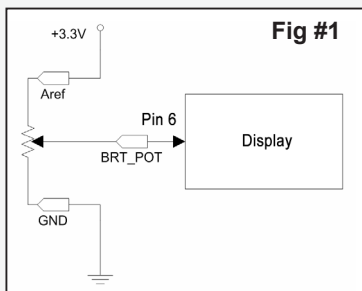 Fig #1
+3.3V
Aref
Pin 6
Display
BRT_POT
GND